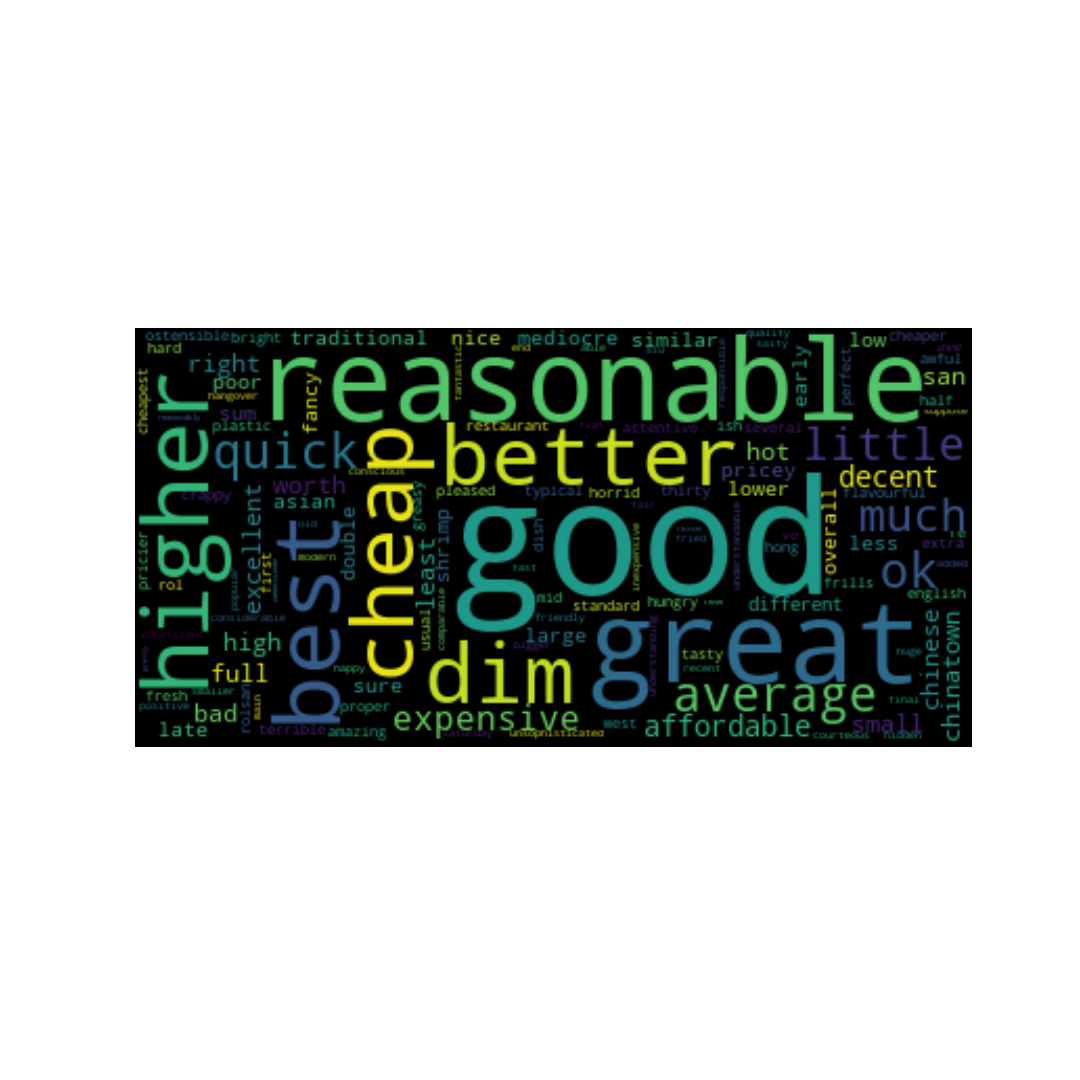 ostensible
bright
traditional
nice
mediocre
similar
low
cheaper
hard
right
reasonable
early
perfect
awful
san
cheapest
poor
hangover
fancy
fantastic
end
able
responsible
quality
salty
half
higher
sum
plastic
restaurant
attentive
ish
several
quick
cheap
better
hot
little
conscious
pricey
decent
worth
crappy
asian
excellent
double
greasy
pleased
typical
horrid
thirty
lower
flavourful
overall
much
good
best
old
modern
first
least
shrimp
dish
fair
inexpensive
tried
understandable
hong
less
extra
pricier
rol
popular
fast
ok
added
frills
english
considerable
usual
comparable
mid
standard
hungry
different
consistent
high
friendly
great
large
understanding
tasty
recent
huge
chinese
chinatown
full
happy
dim
bigger
sure
average
fresh
smaller
positive
main
rolsan
proper
bad
expensive
west
affordable
small
final
late
terrible
amazing
saturday
unsophisticated
courteous
hidden